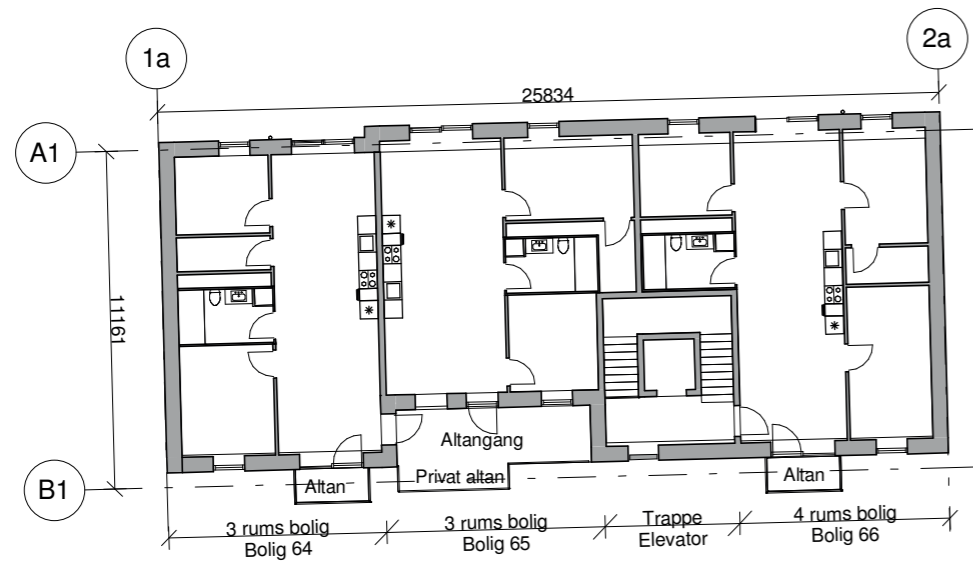 1a
2a
25834
A1
11161
Altangang
Privat altan
Altan
Altan
B1
3 rums bolig
Bolig 64
3 rums bolig
Bolig 65
Trappe
Elevator
4 rums bolig
Bolig 66